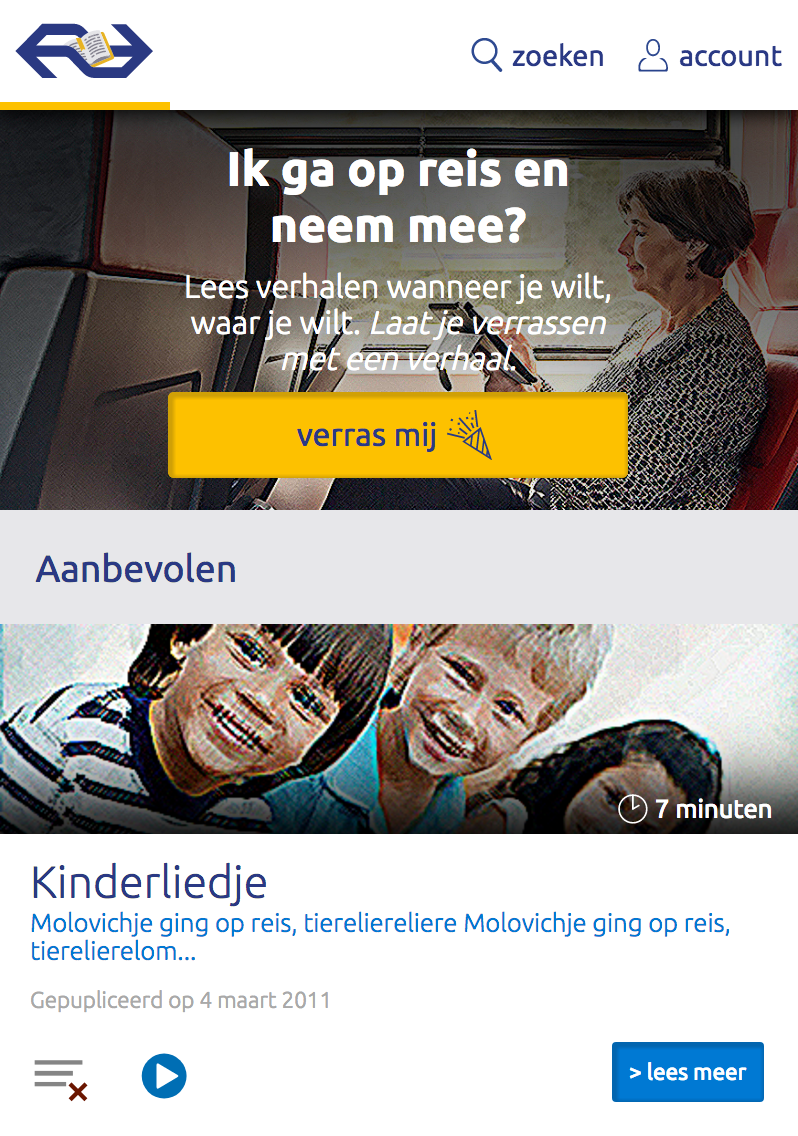 zoeken account
Ik ga op reis en
neem mee?
Lees verhalen wanneer je wilt,
waar je wilt. Laat je verrassen
met een verhaal.
verras mij
Aanbevolen
7 minuten
Kinderliedje
Molovichje ging op reis, tiereliereliere Molovichje ging op reis,
tierelierelom...
Gepupliceerd op 4 maart 2011
> lees meer